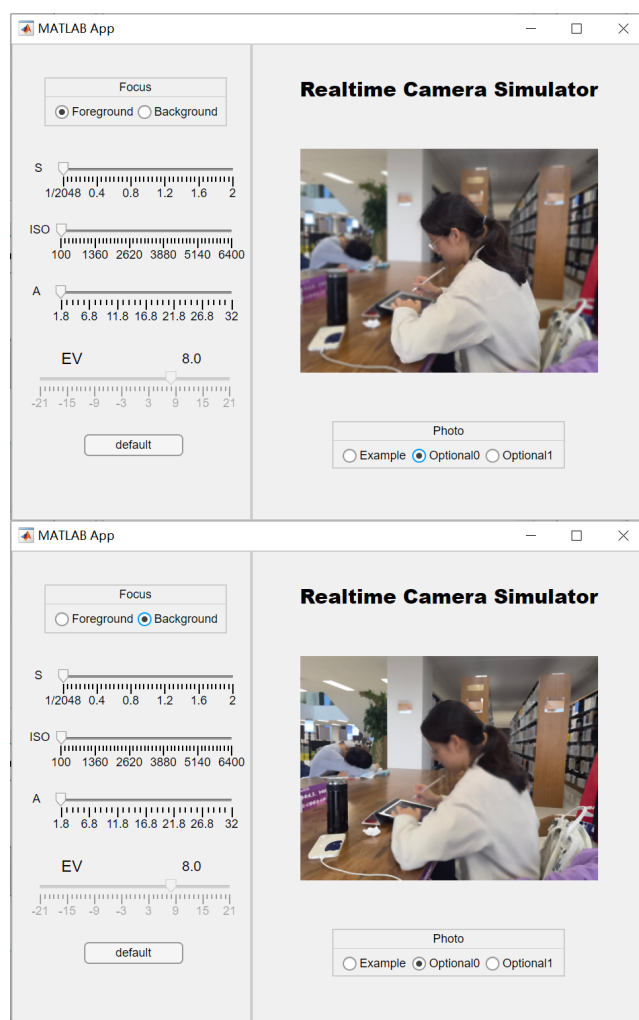 MATLAB App
Focus
Foreground Background
Realtime Camera Simulator
S
1/2048 0.4 0.8 1.2 1.6 2
ISO
100 1360 2620 3880 5140 6400
A
1.8 6.8 11.8 16.8 21.8 26.8 32
EV 8.0
-21 -15 -9 -3 3 9 15 21
default
Photo
Example Optional0 Optional1
MATLAB App
Focus
Foreground Background
Realtime Camera Simulator
S
1/2048 0.4 0.8 1.2 1.6 2
ISO
100 1360 2620 3880 5140 6400
A
1.8 6.8 11.8 16.8 21.8 26.8 32
EV 8.0
-21 -15 -9 -3 3 9 15 21
default
Photo
Example Optional0 Optional1